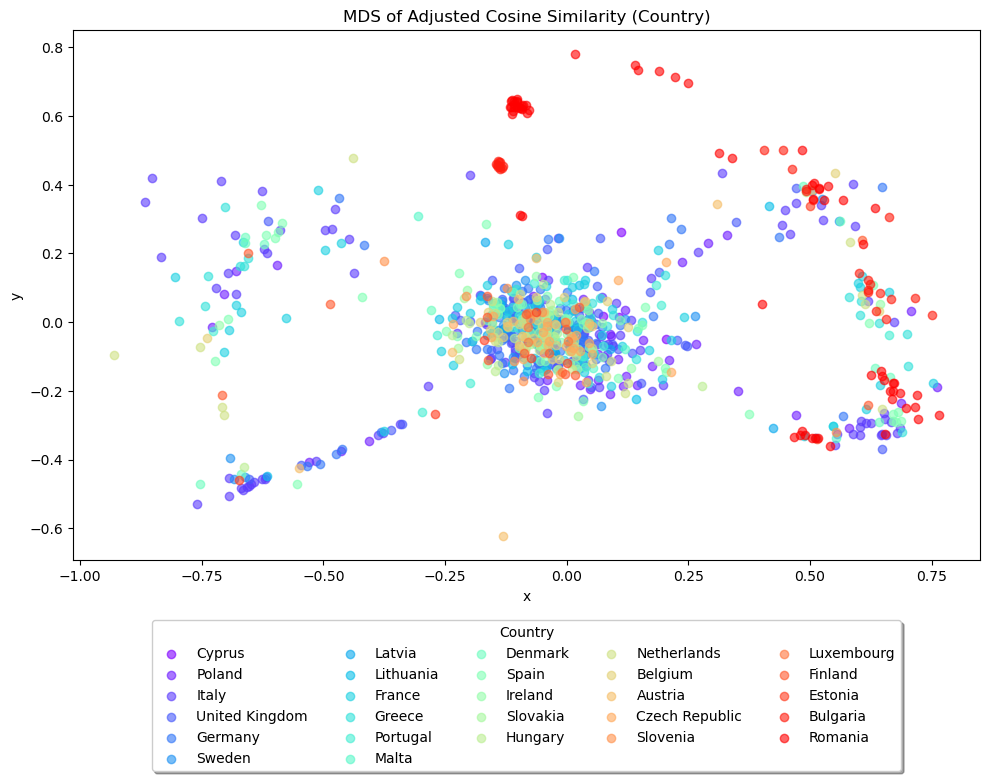 MDS of Adjusted Cosine Similarity (Country)
0.8
0.6
0.4
0.2
0.0
−0.2
−0.4
−0.6
y
−1.00 −0.75 −0.50 −0.25 0.00 0.25 0.50 0.75
x
Country
Cyprus Latvia Denmark Netherlands Luxembourg
Poland Lithuania Spain Belgium Finland
Italy France Ireland Austria Estonia
United Kingdom Greece Slovakia Czech Republic Bulgaria
Germany Portugal Hungary Slovenia Romania
Sweden Malta